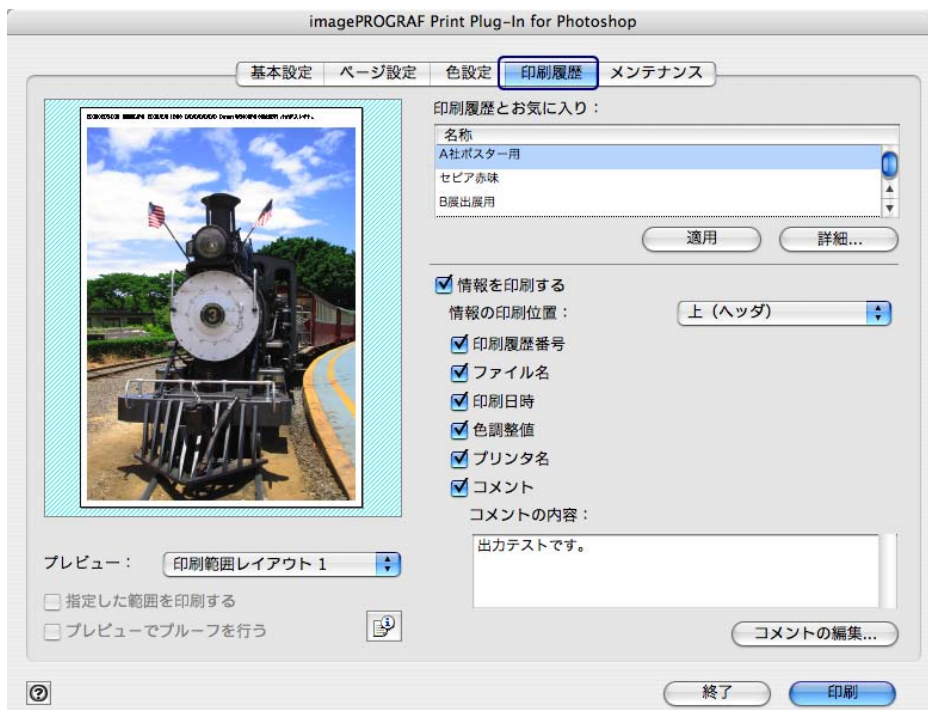 imagePROGRAF Print Plug-In for Photoshop
基本設定 ページ設定 色設定 印刷履歴 メンテナンス
印刷履歴とお気に入り：
名称
A社ポスター用
セピア赤味
B展出展用
適用 詳細...
情報を印刷する
情報の印刷位置： 上（ヘッダ）
印刷履歴番号
ファイル名
印刷日時
色調整値
プリンタ名
コメント
コメントの内容：
出力テストです。
コメントの編集...
3
プレビュー： 印刷範囲レイアウト 1
指定した範囲を印刷する
プレビューでプルーフを行う
?
終了 印刷